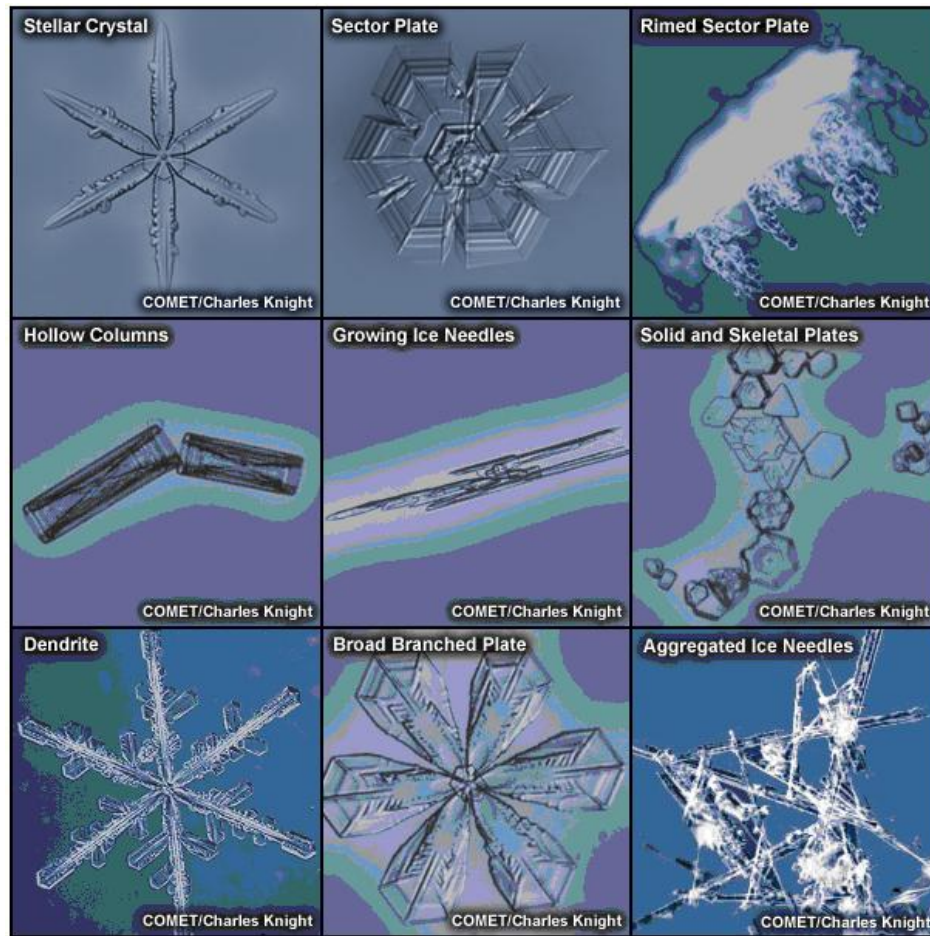 Stellar Crystal
Sector Plate
Rimed Sector Plate
COMET/Charles Knight
COMET/Charles Knight
COMET/Charles Knight
Hollow Columns
Growing Ice Needles
Solid and Skeletal Plates
COMET/Charles Knight
COMET/Charles Knight
COMET/Charles Knight
Dendrite
Broad Branched Plate
Aggregated Ice Needles
COMET/Charles Knight
COMET/Charles Knight
COMET/Charles Knight